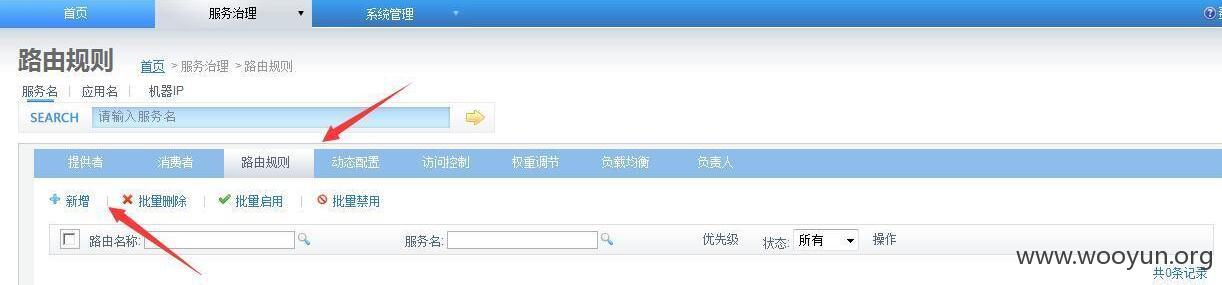 首页 服务治理 系统管理
路由规则 首页 > 服务治理 > 路由规则
服务名 | 应用名 | 机器IP
SEARCH 请输入服务名
提供者 消费者 路由规则 动态配置 访问控制 权重调节 负载均衡 负责人
新增 | 批量删除 | 批量启用 | 批量禁用
路由名称: 服务名: 优先级 状态: 所有 操作
www.wooyun.org
共0条记录